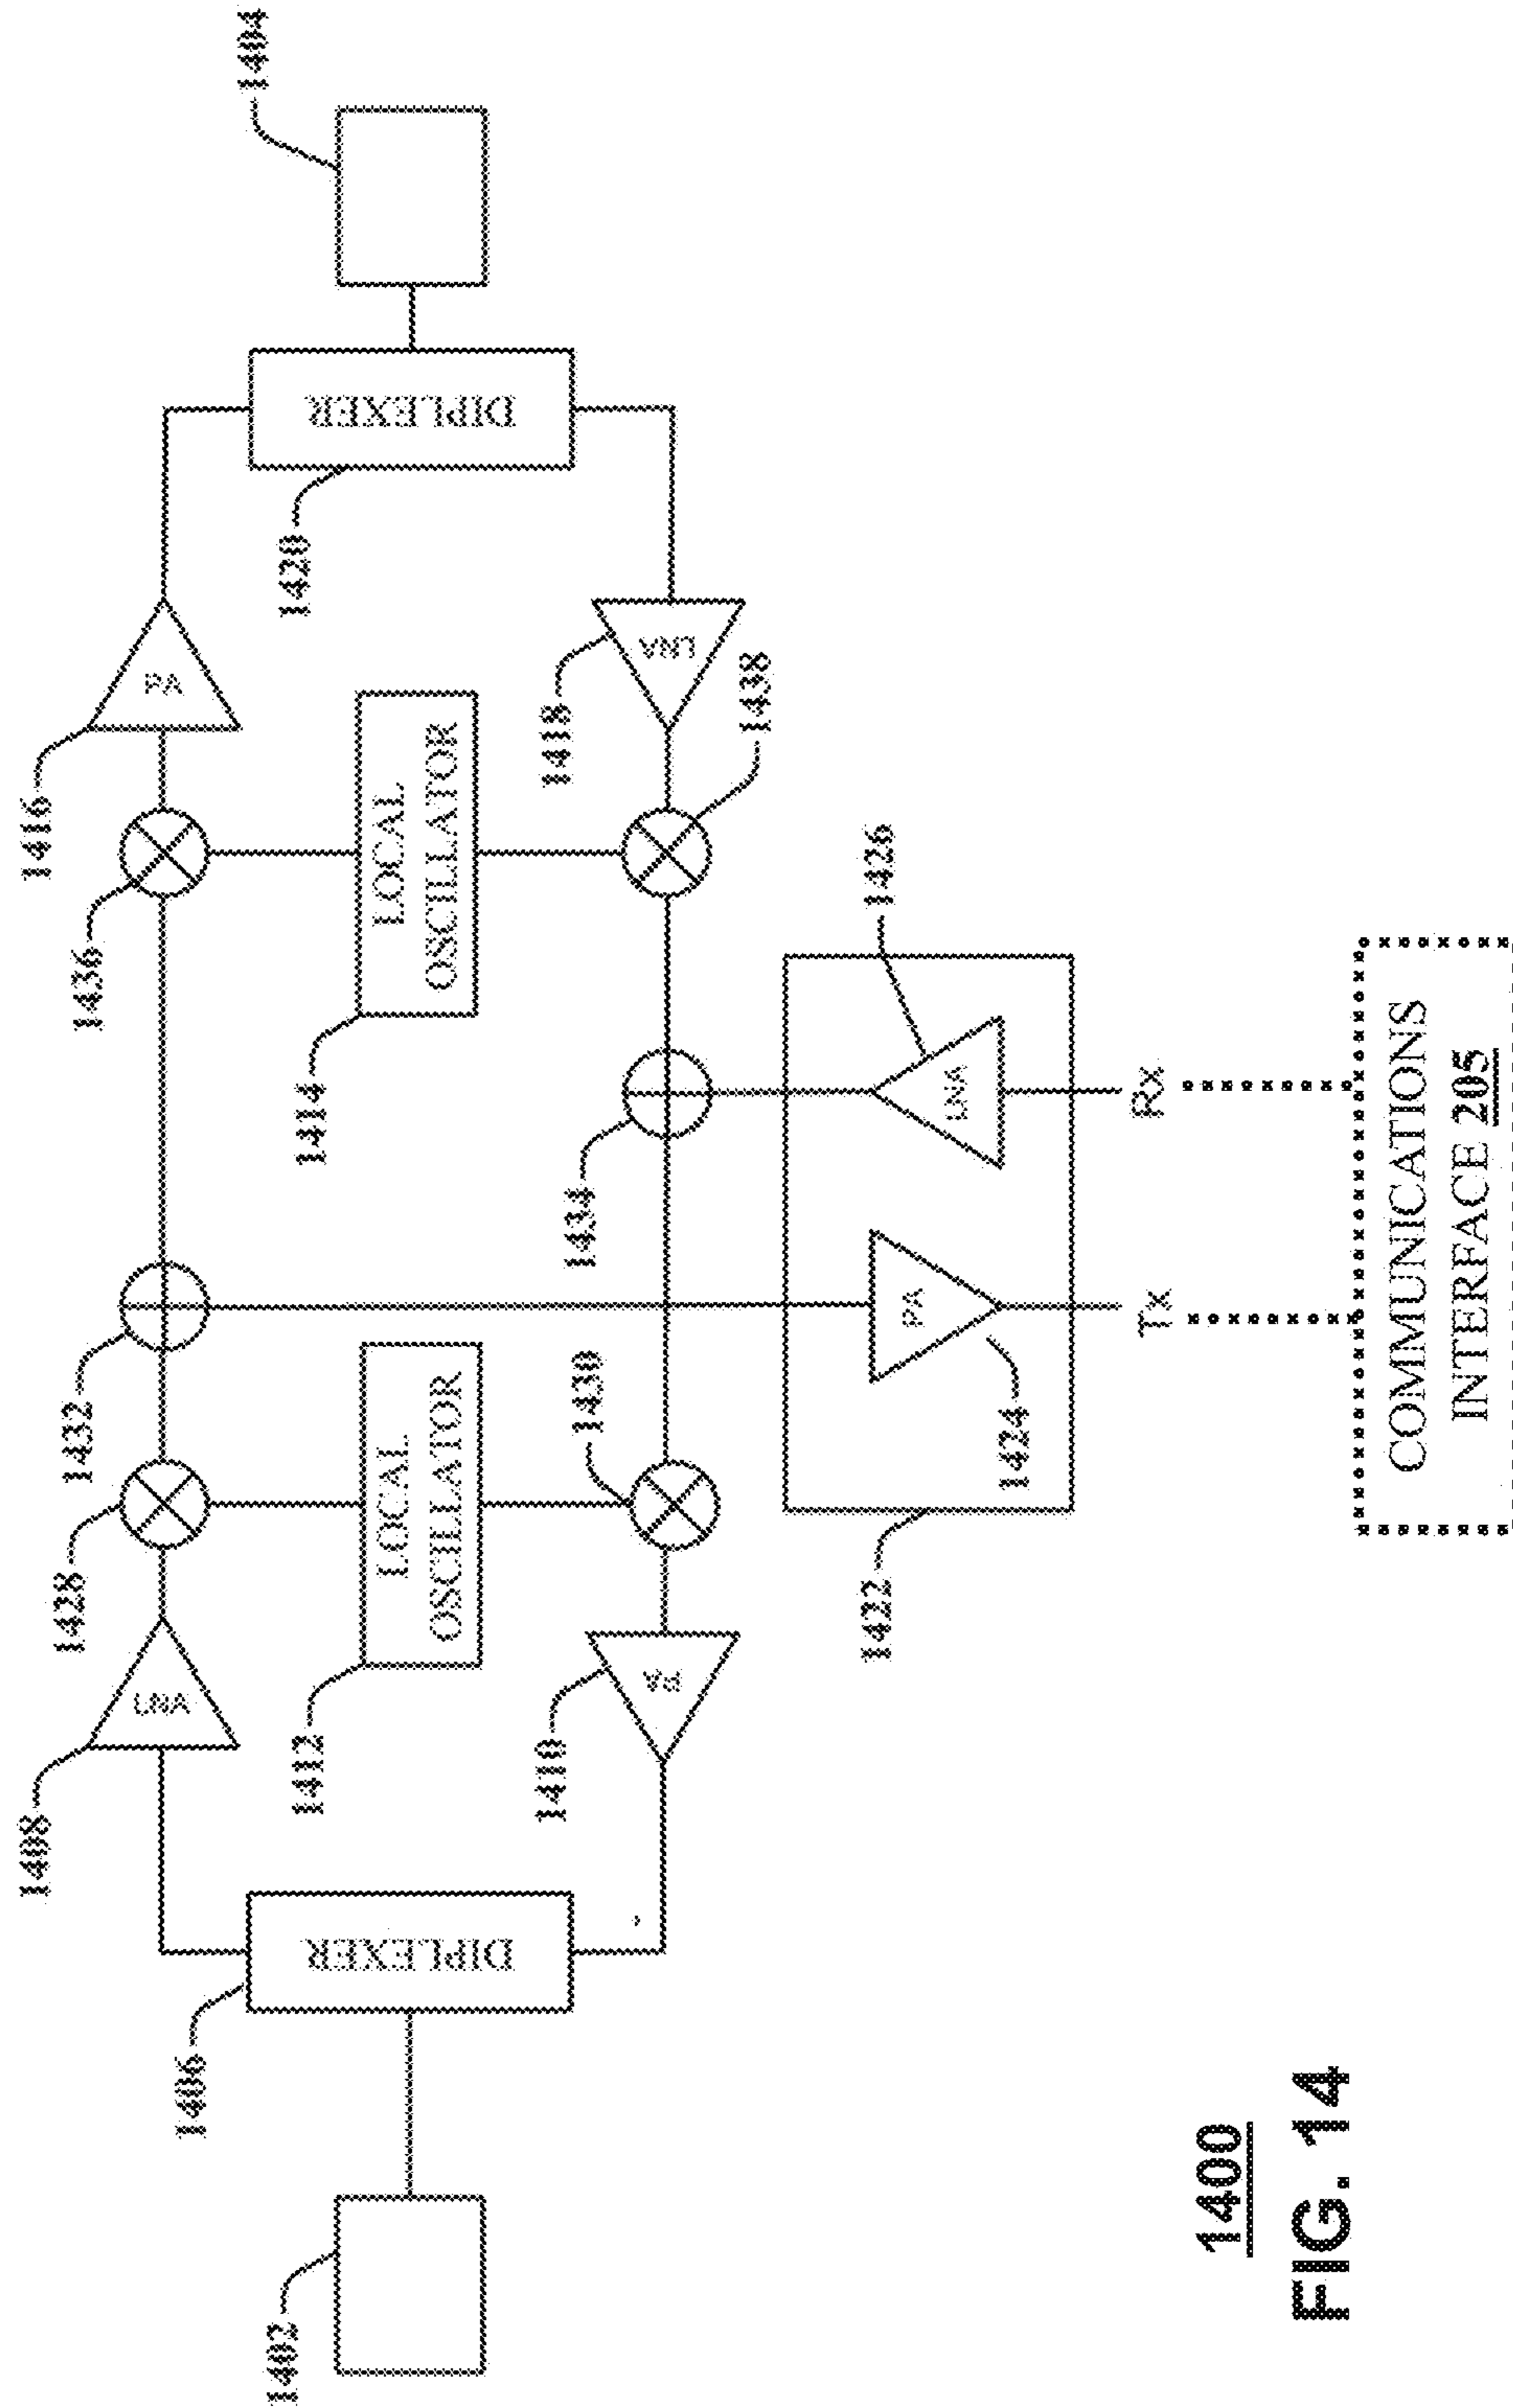 1404
1416
PA
1436
1420
DIPLEXER
1414
LOCAL
OSCILLATOR
1418
LNA
1438
1432
1434
1426
LNA
Rx
1428
1412
LOCAL
OSCILLATOR
1430
PA
1424
Tx
1422
COMMUNICATIONS
INTERFACE 205
1408
LNA
1410
PA
1406
DIPLEXER
1402
1400
FIG. 14